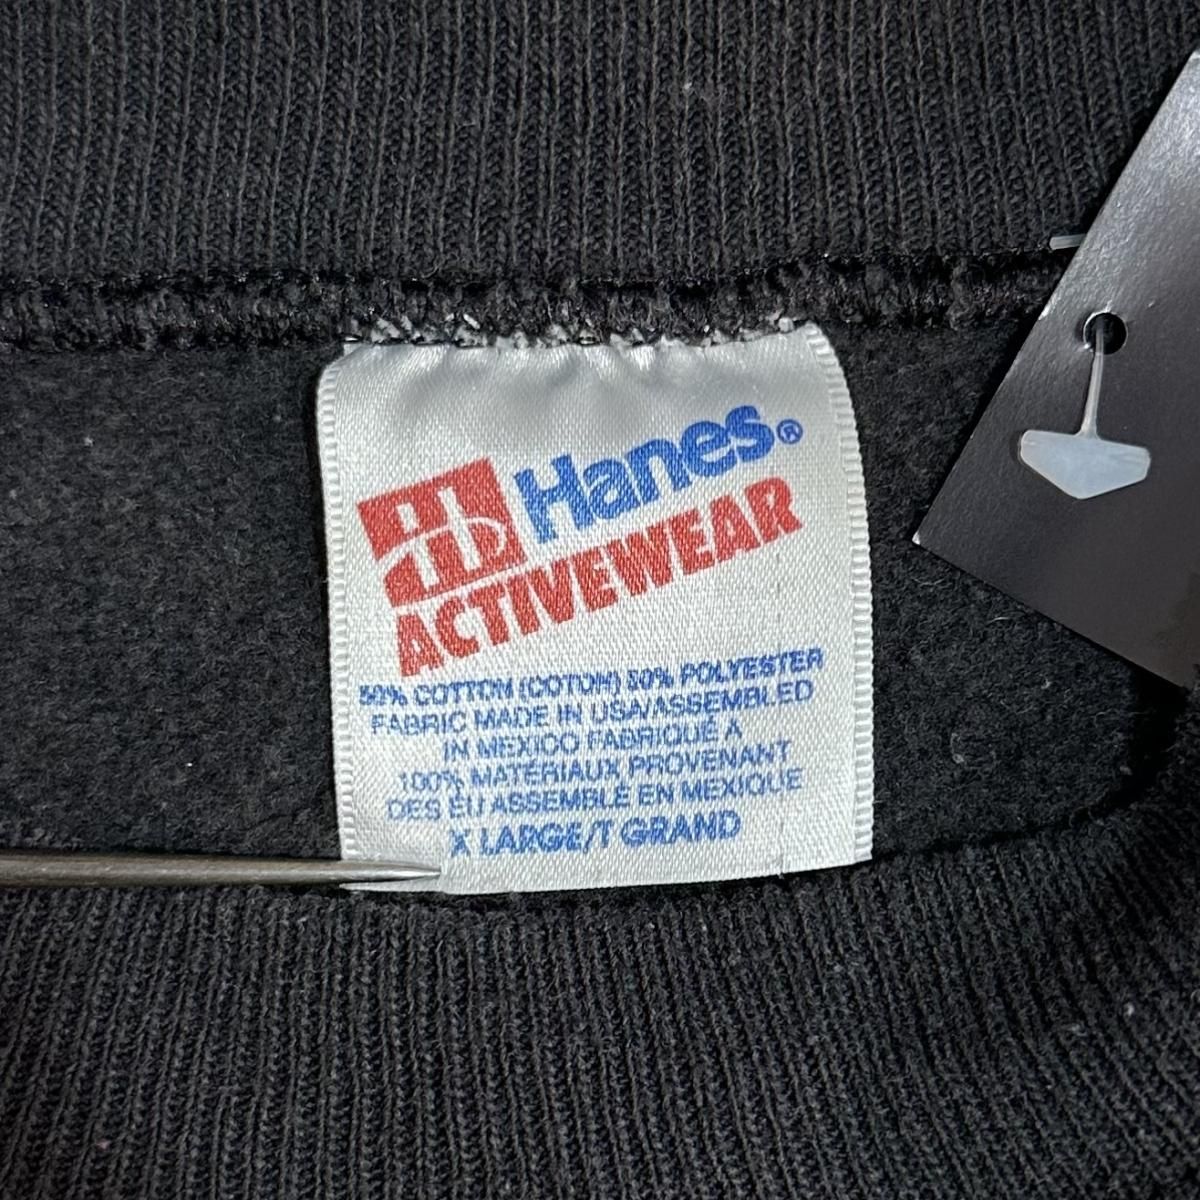 Hanes®
ACTIVEWEAR
50% COTTON (COTON) 50% POLYESTER
FABRIC MADE IN USA/ASSEMBLED
IN MEXICO FABRIQUÉ À
100% MATÉRIAUX PROVENANT
DES ÉU ASSEMBLÉ EN MEXIQUE
X LARGE/T GRAND